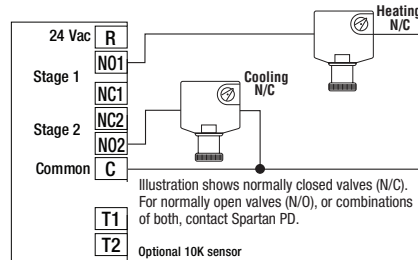 Heating
N/C
24 Vac R
NO1
Stage 1
Cooling
N/C
NC1
NC2
Stage 2
NO2
Common C
Illustration shows normally closed valves (N/C).
For normally open valves (N/O), or combinations
of both, contact Spartan PD.
T1
T2 Optional 10K sensor